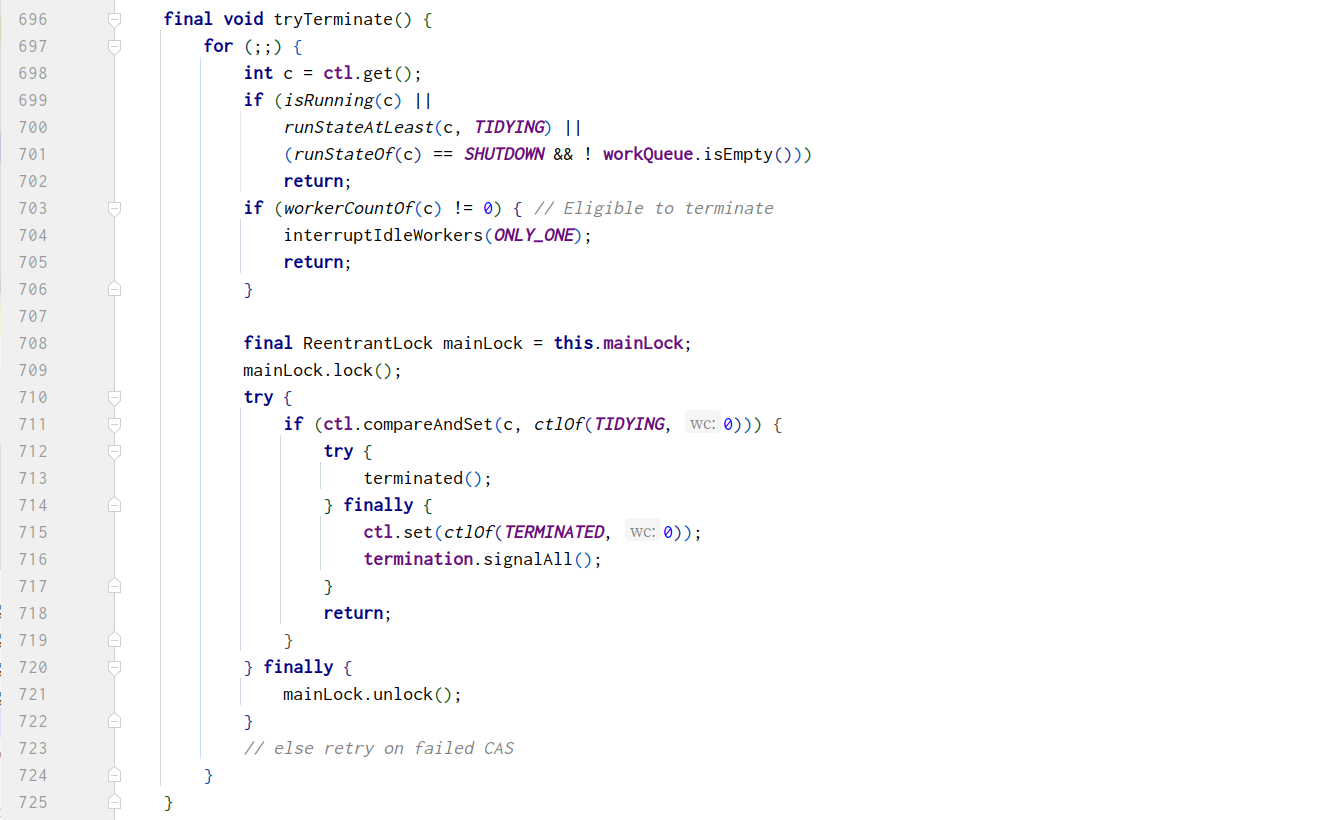 696 final void tryTerminate() {
697 for (;;) {
698 int c = ctl.get();
699 if (isRunning(c) ||
700 runStateAtLeast(c, TIDYING) ||
701 (runStateOf(c) == SHUTDOWN && ! workQueue.isEmpty()))
702 return;
703 if (workerCountOf(c) != 0) { // Eligible to terminate
704 interruptIdleWorkers(ONLY_ONE);
705 return;
706 }
707
708 final ReentrantLock mainLock = this.mainLock;
709 mainLock.lock();
710 try {
711 if (ctl.compareAndSet(c, ctlOf(TIDYING, wc: 0))) {
712 try {
713 terminated();
714 } finally {
715 ctl.set(ctlOf(TERMINATED, wc: 0));
716 termination.signalAll();
717 }
718 return;
719 }
720 } finally {
721 mainLock.unlock();
722 }
723 // else retry on failed CAS
724 }
725 }